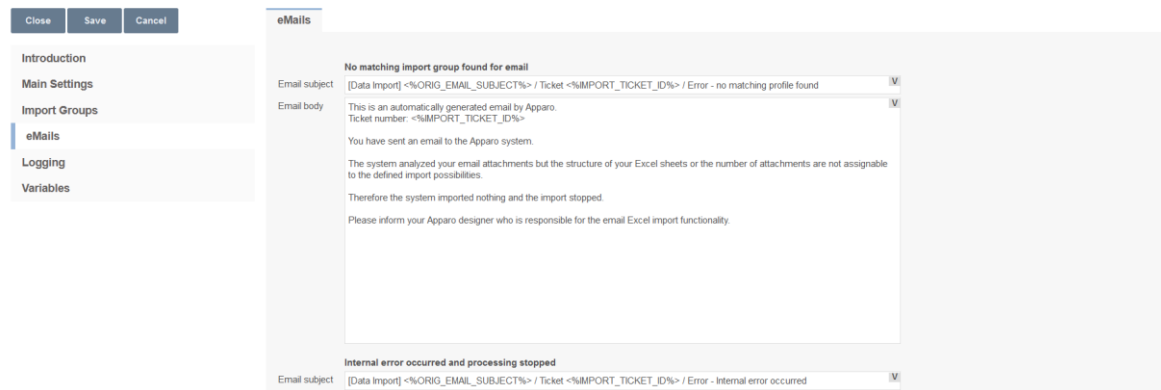 Close Save Cancel
eMails
Introduction
Main Settings
Import Groups
eMails
Logging
Variables
No matching import group found for email
Email subject [Data Import] <%ORIG_EMAIL_SUBJECT%> / Ticket <%IMPORT_TICKET_ID%> / Error - no matching profile found V
Email body V
This is an automatically generated email by Apparo.
Ticket number: <%IMPORT_TICKET_ID%>
You have sent an email to the Apparo system.
The system analyzed your email attachments but the structure of your Excel sheets or the number of attachments are not assignable
to the defined import possibilities.
Therefore the system imported nothing and the import stopped.
Please inform your Apparo designer who is responsible for the email Excel import functionality.
Internal error occurred and processing stopped
Email subject [Data Import] <%ORIG_EMAIL_SUBJECT%> / Ticket <%IMPORT_TICKET_ID%> / Error - Internal error occurred V